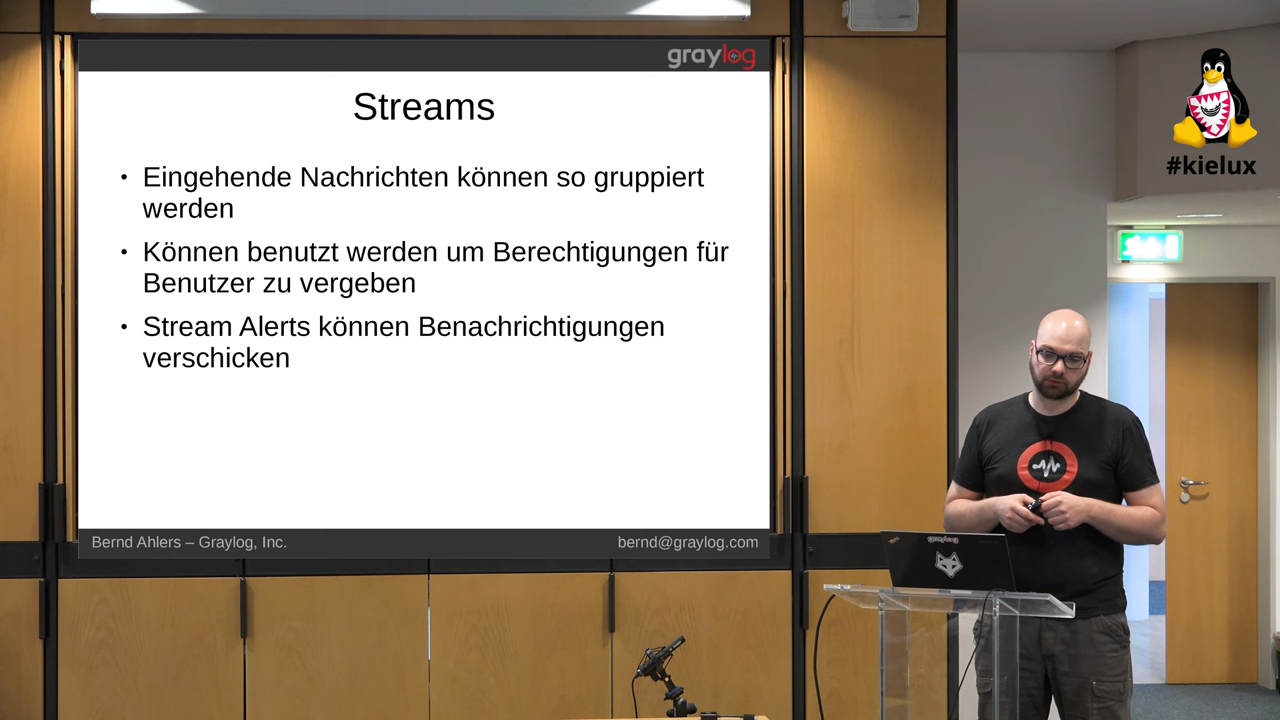 graylog
Streams
• Eingehende Nachrichten können so gruppiert
werden
• Können benutzt werden um Berechtigungen für
Benutzer zu vergeben
• Stream Alerts können Benachrichtigungen
verschicken
Bernd Ahlers – Graylog, Inc.
bernd@graylog.com
#kielux